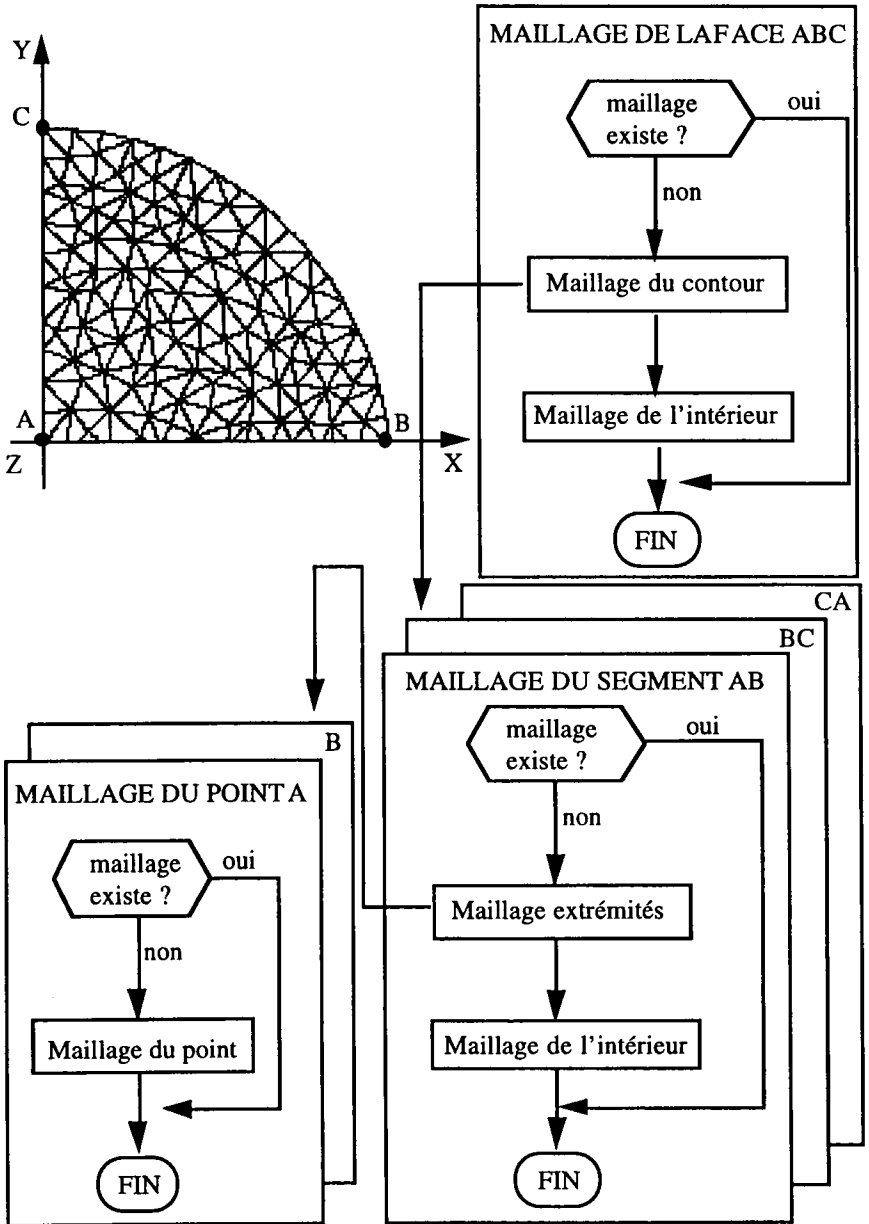 Y
C
A
B
Z
X
MAILLAGE DE LAFACE ABC
maillage
existe ?
oui
non
Maillage du contour
Maillage de l'intérieur
FIN
CA
BC
MAILLAGE DU SEGMENT AB
maillage
existe ?
oui
non
Maillage extrémités
Maillage de l'intérieur
FIN
B
MAILLAGE DU POINT A
maillage
existe ?
oui
non
Maillage du point
FIN